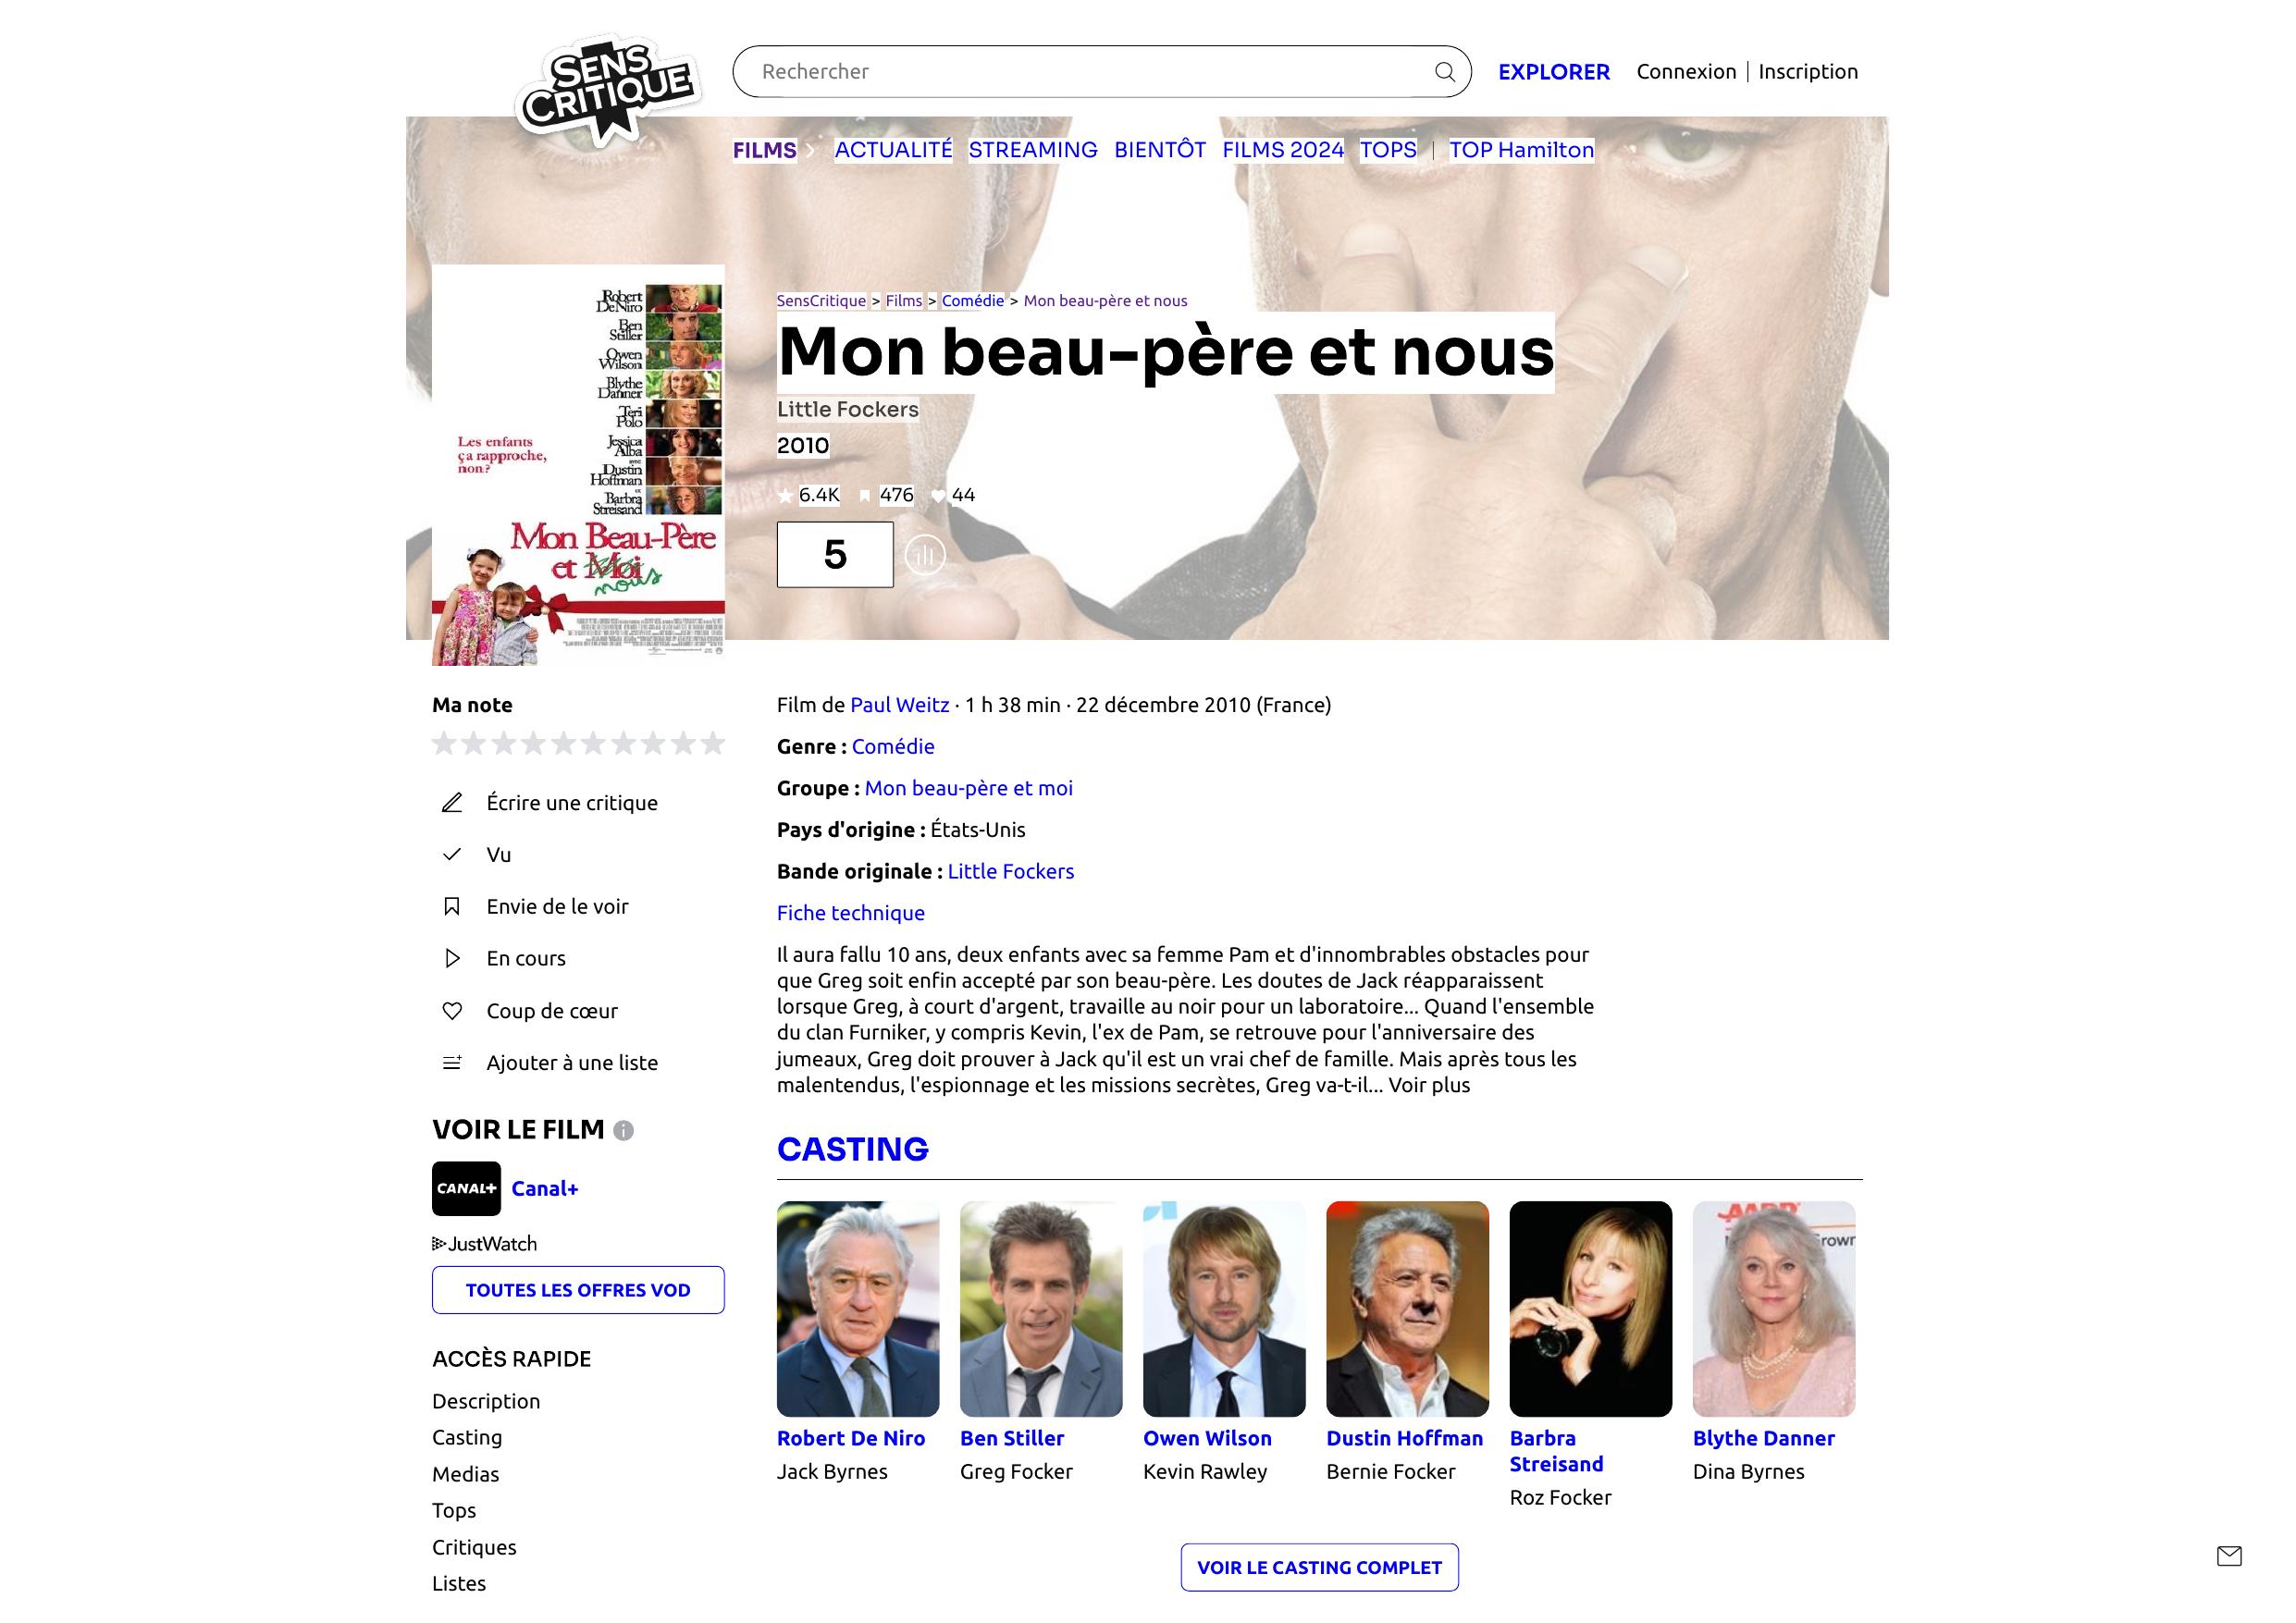 SENS
CRITIQUE
Rechercher
EXPLORER
Connexion | Inscription
FILMS
ACTUALITÉ
STREAMING
BIENTÔT
FILMS 2024
TOPS
|
TOP Hamilton
Robert
De Niro
Ben
Stiller
Owen
Wilson
Blythe
Danner
Teri
Polo
Jessica
Alba
avec
Dustin
Hoffman
et
Barbra
Streisand
Les enfants
ça rapproche,
non?
Mon Beau-Père
et Moi
nous
SensCritique > Films > Comédie > Mon beau-père et nous
Mon beau-père et nous
Little Fockers
2010
6.4K
476
44
5
Ma note
Écrire une critique
Vu
Envie de le voir
En cours
Coup de cœur
Ajouter à une liste
VOIR LE FILM
CANAL+
Canal+
JustWatch
TOUTES LES OFFRES VOD
ACCÈS RAPIDE
Description
Casting
Medias
Tops
Critiques
Listes
Film de Paul Weitz · 1 h 38 min · 22 décembre 2010 (France)
Genre : Comédie
Groupe : Mon beau-père et moi
Pays d'origine : États-Unis
Bande originale : Little Fockers
Fiche technique
Il aura fallu 10 ans, deux enfants avec sa femme Pam et d'innombrables obstacles pour
que Greg soit enfin accepté par son beau-père. Les doutes de Jack réapparaissent
lorsque Greg, à court d'argent, travaille au noir pour un laboratoire... Quand l'ensemble
du clan Furniker, y compris Kevin, l'ex de Pam, se retrouve pour l'anniversaire des
jumeaux, Greg doit prouver à Jack qu'il est un vrai chef de famille. Mais après tous les
malentendus, l'espionnage et les missions secrètes, Greg va-t-il... Voir plus
CASTING
AARP
rown
Robert De Niro
Jack Byrnes
Ben Stiller
Greg Focker
Owen Wilson
Kevin Rawley
Dustin Hoffman
Bernie Focker
Barbra
Streisand
Roz Focker
Blythe Danner
Dina Byrnes
VOIR LE CASTING COMPLET